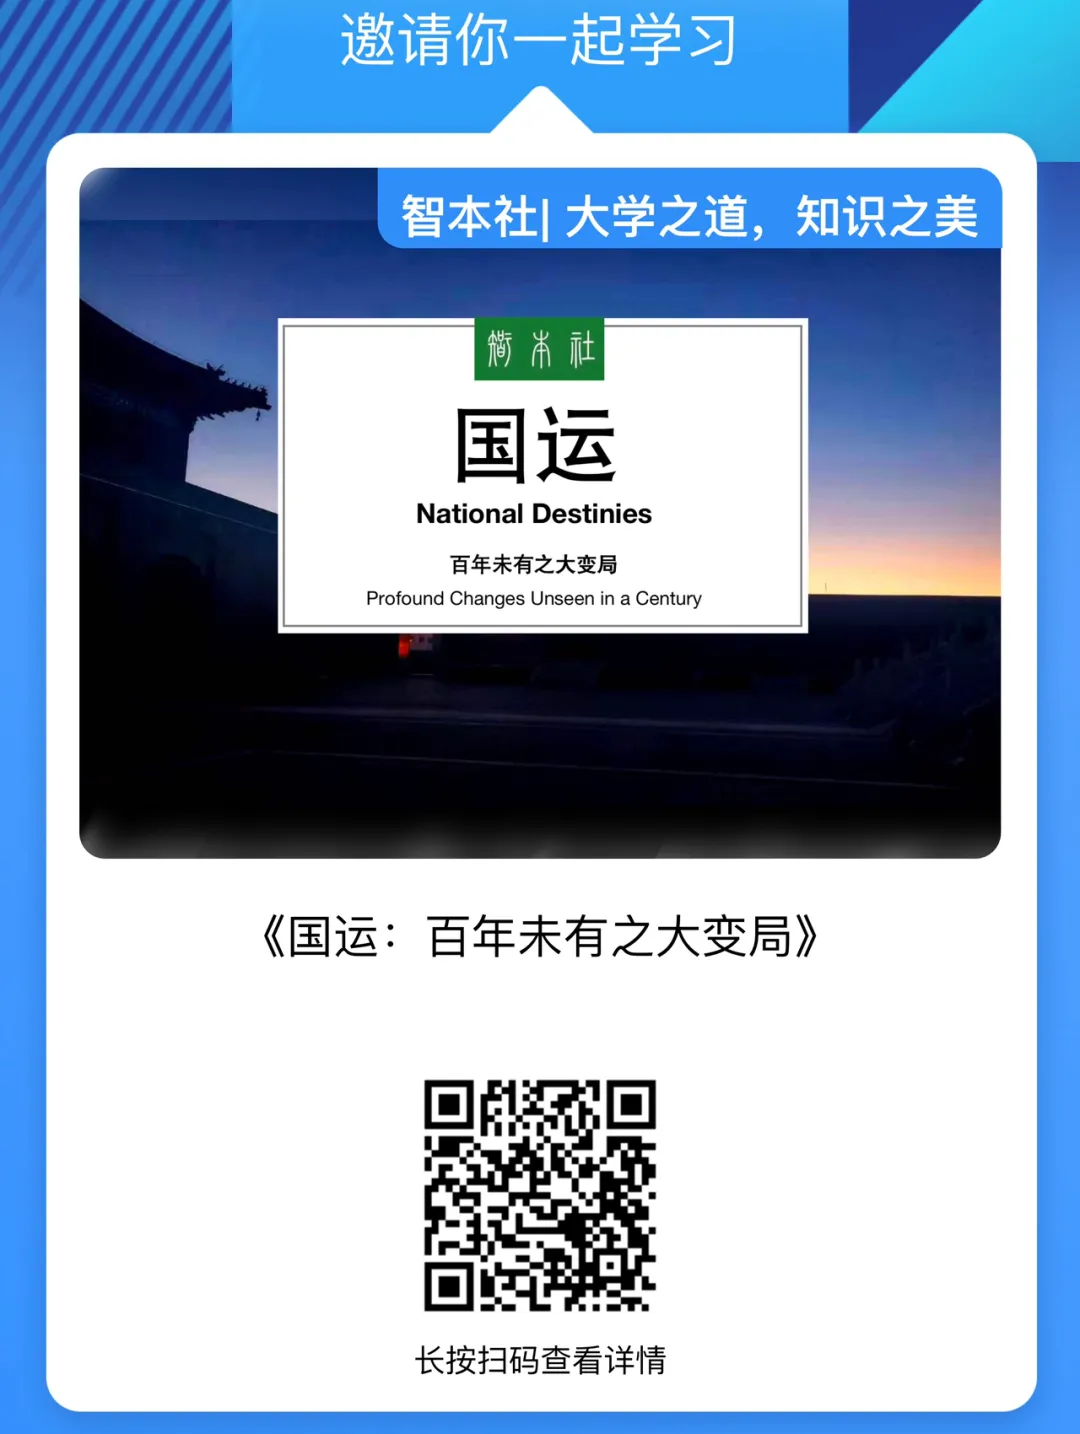 邀请你一起学习
智本社| 大学之道，知识之美
智本社
国运
National Destinies
百年未有之大变局
Profound Changes Unseen in a Century
《国运：百年未有之大变局》
长按扫码查看详情